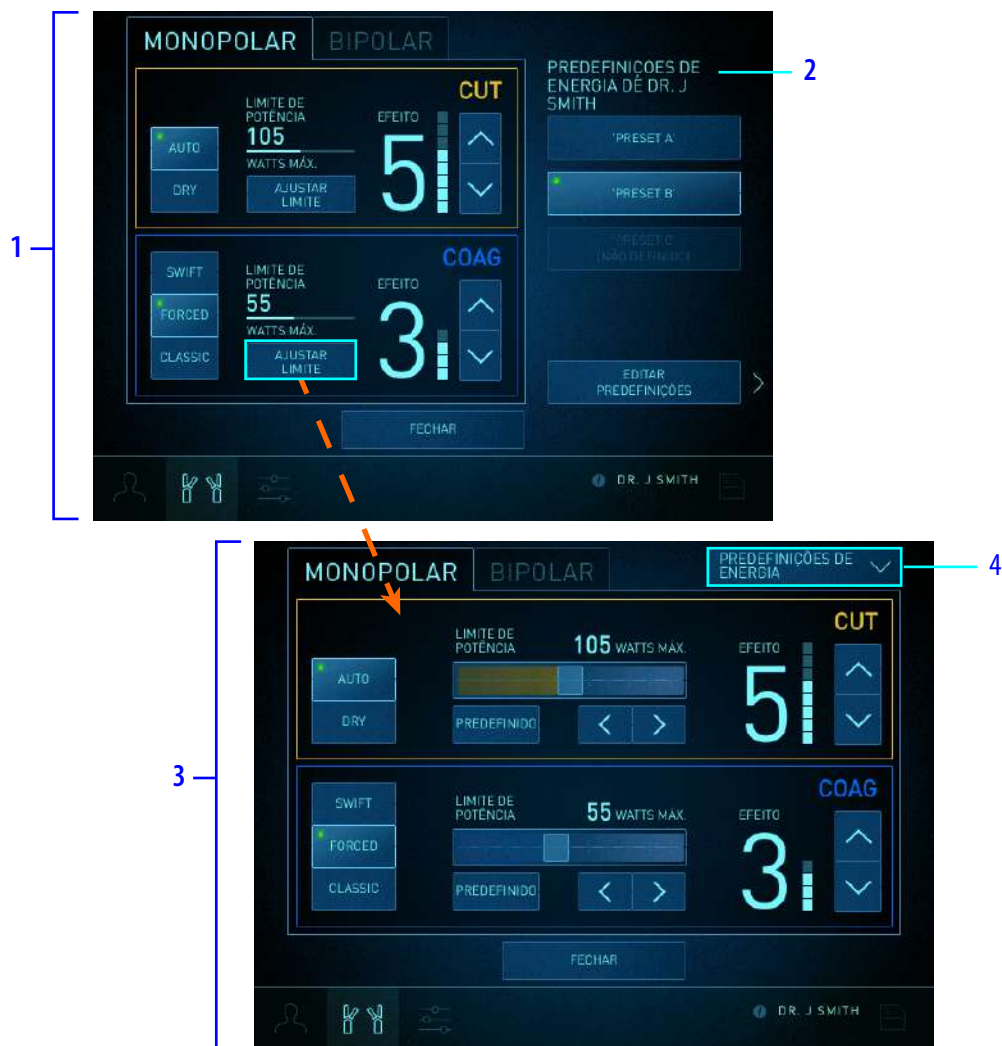 MONOPOLAR BIPOLAR
CUT
LIMITE DE
POTÊNCIA
105
WATTS MÁX.
AJUSTAR
LIMITE
EFEITO
5
AUTO
DRY
COAG
SWIFT
FORCED
CLASSIC
LIMITE DE
POTÊNCIA
55
WATTS MÁX.
AJUSTAR
LIMITE
EFEITO
3
PREDEFINIÇOES DE
ENERGIA DE DR. J
SMITH
'PRESET A'
'PRESET B'
'PRESET C'
(NÃO DEFINIDO)
EDITAR
PREDEFINIÇÕES
FECHAR
DR. J SMITH
1
2
MONOPOLAR BIPOLAR
PREDEFINIÇÕES DE
ENERGIA
CUT
AUTO
DRY
LIMITE DE
POTÊNCIA
105 WATTS MÁX.
PREDEFINIDO
EFEITO
5
COAG
SWIFT
FORCED
CLASSIC
LIMITE DE
POTÊNCIA
55 WATTS MÁX.
PREDEFINIDO
EFEITO
3
FECHAR
DR. J SMITH
3
4